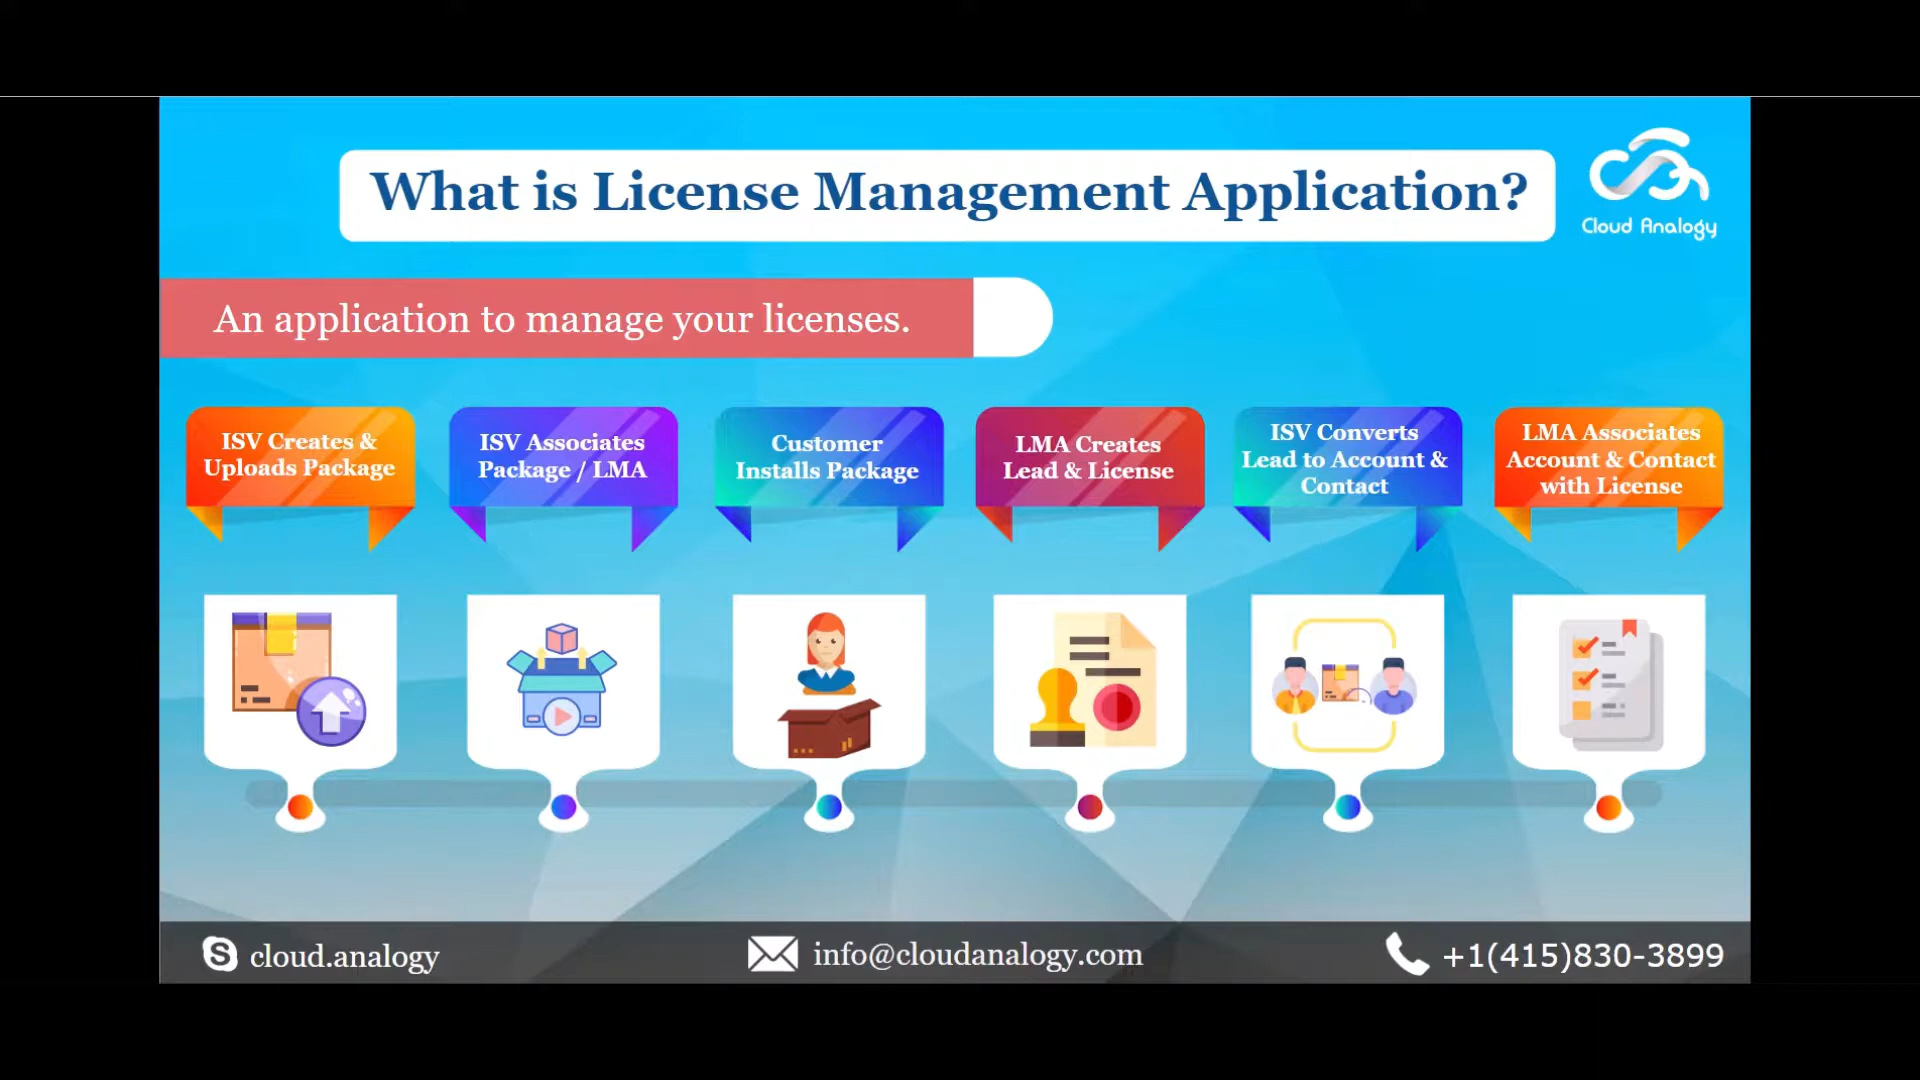 What is License Management Application?
Cloud Analogy
An application to manage your licenses.
ISV Creates &
Uploads Package
ISV Associates
Package / LMA
Customer
Installs Package
LMA Creates
Lead & License
ISV Converts
Lead to Account &
Contact
LMA Associates
Account & Contact
with License
cloud.analogy
info@cloudanalogy.com
+1(415)830-3899